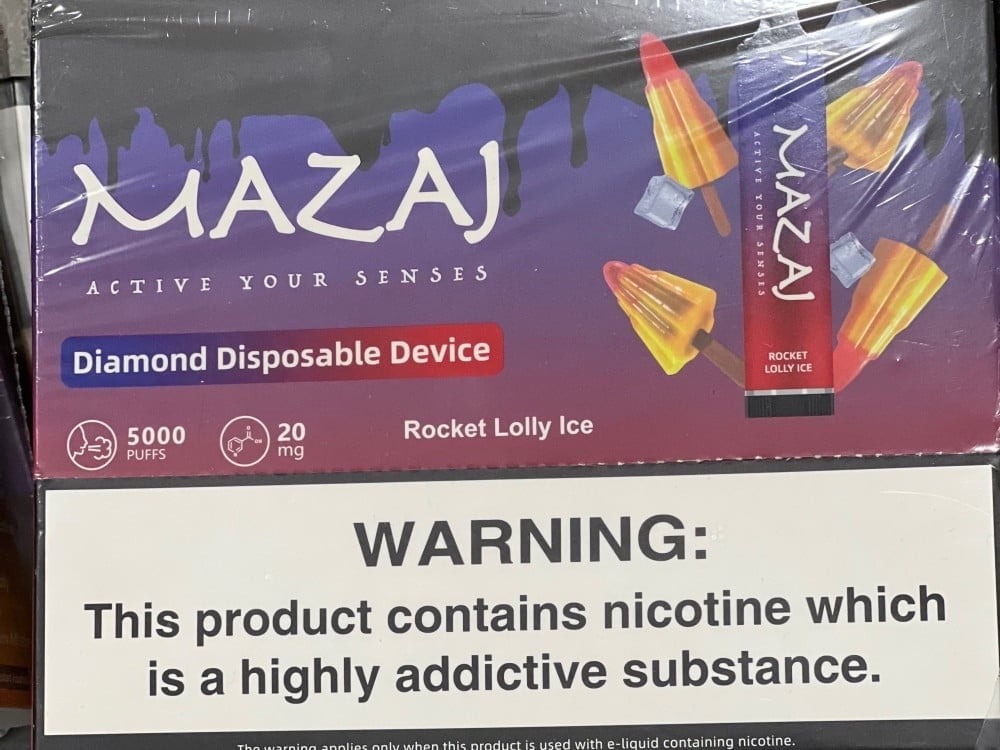 MAZAJ
ACTIVE YOUR SENSES
Diamond Disposable Device
5000
PUFFS
20
mg
Rocket Lolly Ice
MAZAJ
ACTIVE YOUR SENSES
ROCKET
LOLLY ICE
WARNING:
This product contains nicotine which
is a highly addictive substance.
The warning applies only when this product is used with e-liquid containing nicotine.